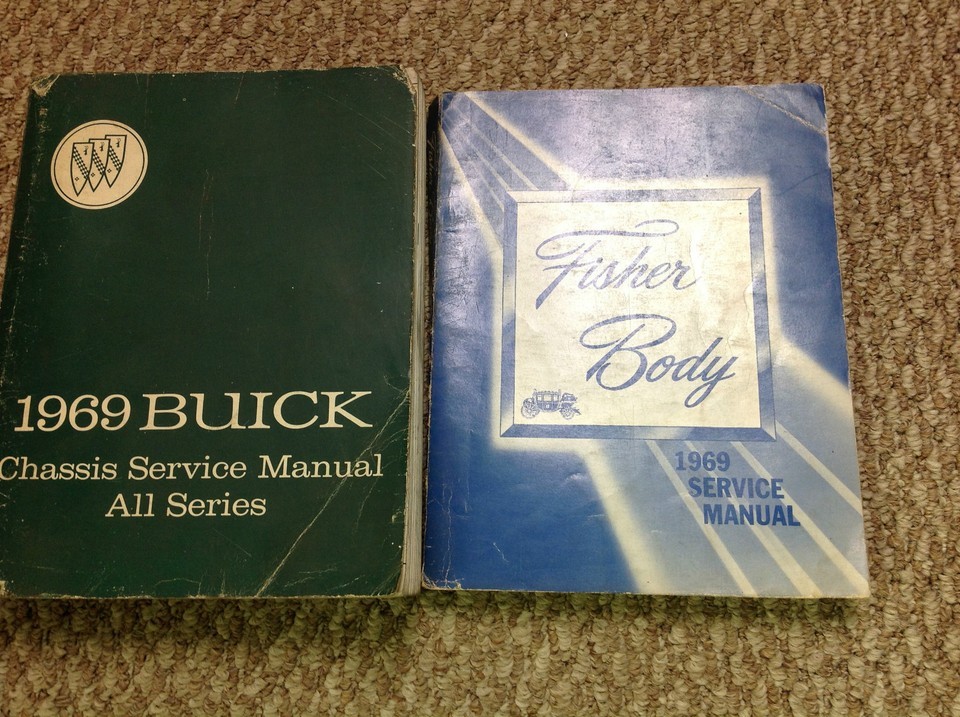 1969 BUICK
Chassis Service Manual
All Series
Fisher
Body
1969
SERVICE
MANUAL